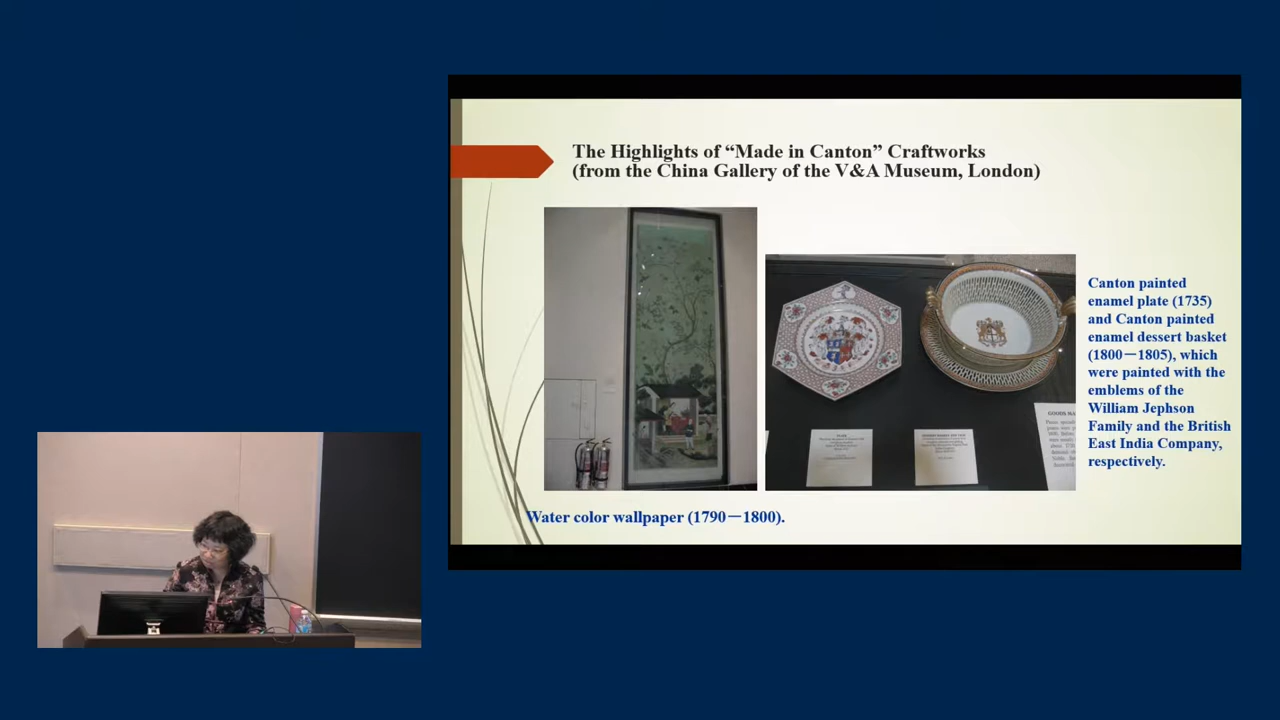 The Highlights of “Made in Canton” Craftworks
(from the China Gallery of the V&A Museum, London)
Canton painted
enamel plate (1735)
and Canton painted
enamel dessert basket
(1800－1805), which
were painted with the
emblems of the
William Jephson
Family and the British
East India Company,
respectively.
Water color wallpaper (1790－1800).